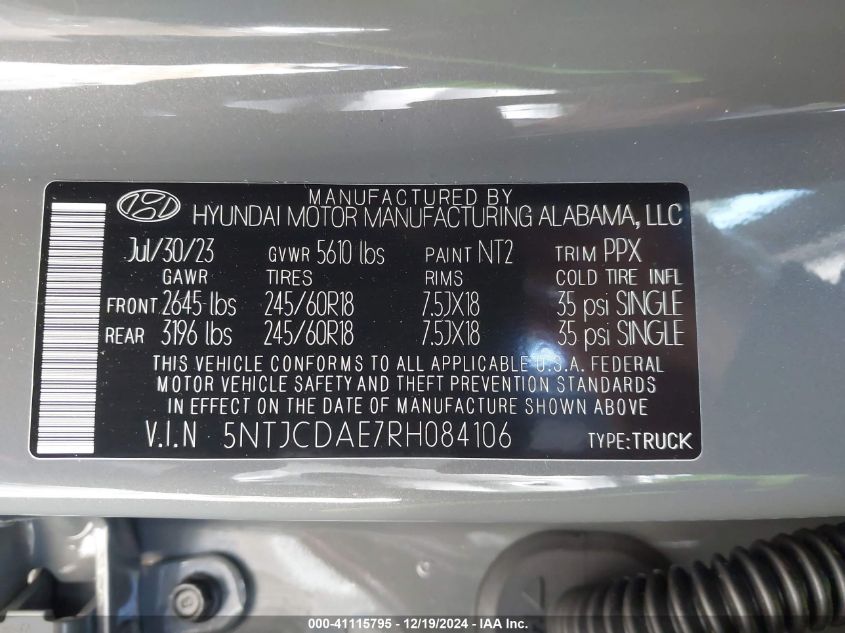 MANUFACTURED BY
HYUNDAI MOTOR MANUFACTURING ALABAMA, LLC
Jul/30/23 GVWR 5610 lbs PAINT NT2 TRIM PPX
GAWR TIRES RIMS COLD TIRE INFL
FRONT 2645 lbs 245/60R18 7.5JX18 35 psi SINGLE
REAR 3196 lbs 245/60R18 7.5JX18 35 psi SINGLE
THIS VEHICLE CONFORMS TO ALL APPLICABLE U.S.A. FEDERAL
MOTOR VEHICLE SAFETY AND THEFT PREVENTION STANDARDS
IN EFFECT ON THE DATE OF MANUFACTURE SHOWN ABOVE
V.I.N 5NTJCDAE7RH084106 TYPE:TRUCK
000-41115795 - 12/19/2024 - IAA Inc.